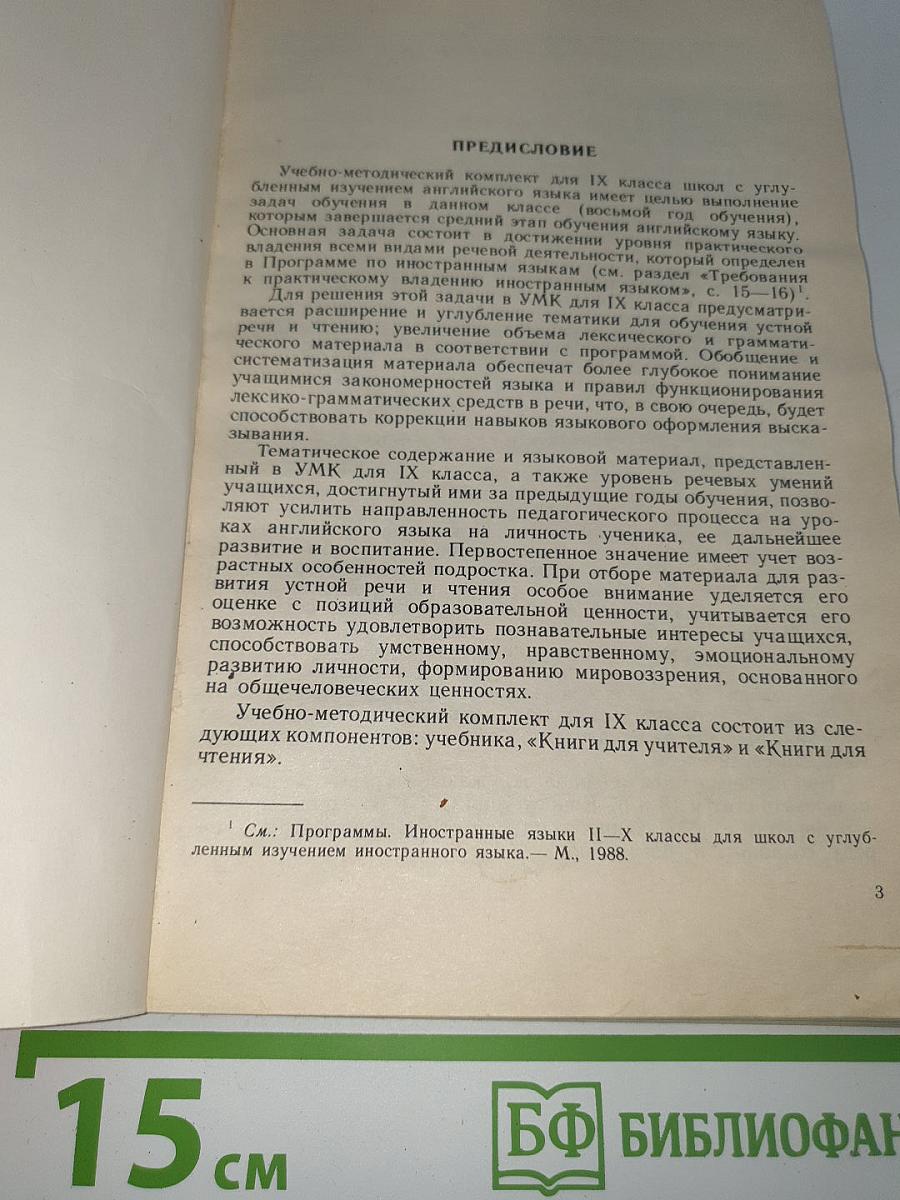 ПРЕДИСЛОВИЕ
Учебно-методический комплект для IX класса школ с углу-
бленным изучением английского языка имеет целью выполнение
задач обучения в данном классе (восьмой год обучения),
которым завершается средний этап обучения английскому языку.
Основная задача состоит в достижении уровня практического
владения всеми видами речевой деятельности, который определен
в Программе по иностранным языкам (см. раздел «Требования
к практическому владению иностранным языком», с. 15—16)¹.
Для решения этой задачи в УМК для IX класса предусматри-
вается расширение и углубление тематики для обучения устной
речи и чтению; увеличение объема лексического и граммати-
ческого материала в соответствии с программой. Обобщение и
систематизация материала обеспечат более глубокое понимание
учащимися закономерностей языка и правил функционирования
лексико-грамматических средств в речи, что, в свою очередь, будет
способствовать коррекции навыков языкового оформления выска-
зывания.
Тематическое содержание и языковой материал, представлен-
ный в УМК для IX класса, а также уровень речевых умений
учащихся, достигнутый ими за предыдущие годы обучения, позво-
ляют усилить направленность педагогического процесса на уро-
ках английского языка на личность ученика, ее дальнейшее
развитие и воспитание. Первостепенное значение имеет учет воз-
растных особенностей подростка. При отборе материала для раз-
вития устной речи и чтения особое внимание уделяется его
оценке с позиций образовательной ценности, учитывается его
возможность удовлетворить познавательные интересы учащихся,
способствовать умственному, нравственному, эмоциональному
развитию личности, формированию мировоззрения, основанного
на общечеловеческих ценностях.
Учебно-методический комплект для IX класса состоит из сле-
дующих компонентов: учебника, «Книги для учителя» и «Книги для
чтения».
¹ См.: Программы. Иностранные языки II—X классы для школ с углуб-
ленным изучением иностранного языка.— М., 1988.
3
15 см
БФ БИБЛИОФАН